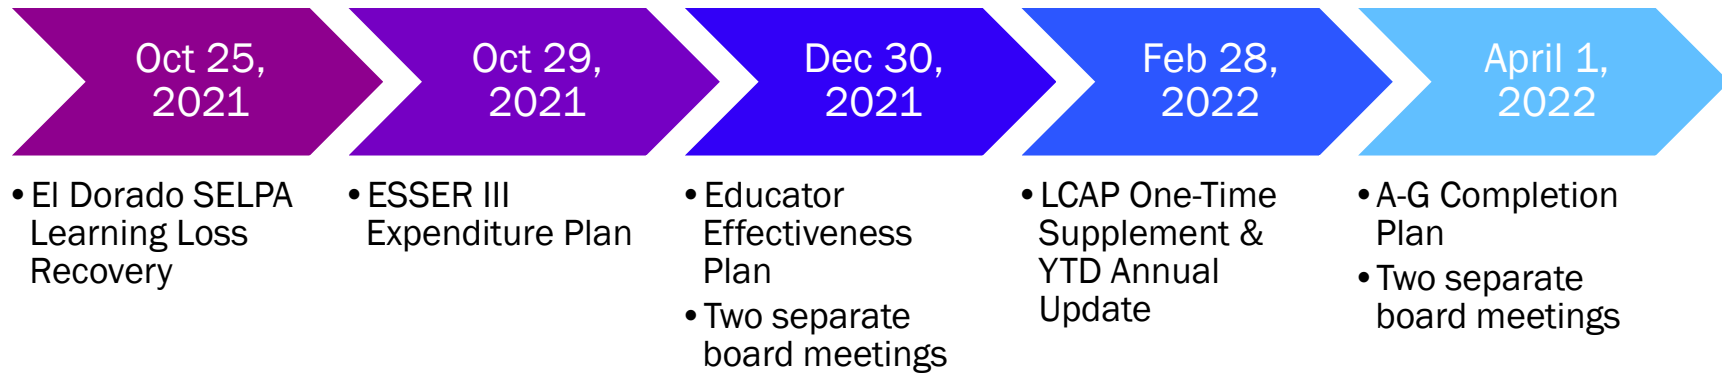 Oct 25,
2021
Oct 29,
2021
Dec 30,
2021
Feb 28,
2022
April 1,
2022
•El Dorado SELPA
Learning Loss
Recovery
•ESSER III
Expenditure Plan
•Educator
Effectiveness
Plan
•Two separate
board meetings
•LCAP One-Time
Supplement &
YTD Annual
Update
•A-G Completion
Plan
•Two separate
board meetings